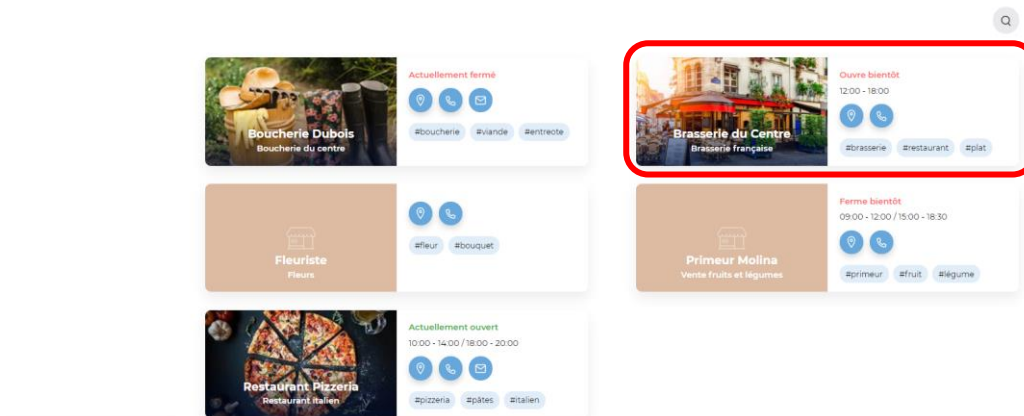 Actuellement fermé
#boucherie #viande #entrecote
Boucherie Dubois
Boucherie du centre
Ouvre bientôt
12:00 - 18:00
#brasserie #restaurant #plat
Brasserie du Centre
Brasserie française
#fleur #bouquet
Fleuriste
Fleurs
Ferme bientôt
09:00 - 12:00 / 15:00 - 18:30
#primeur #fruit #légume
Primeur Molina
Vente fruits et légumes
Actuellement ouvert
10:00 - 14:00 / 18:00 - 20:00
#pizzeria #pâtes #italien
Restaurant Pizzeria
Restaurant italien